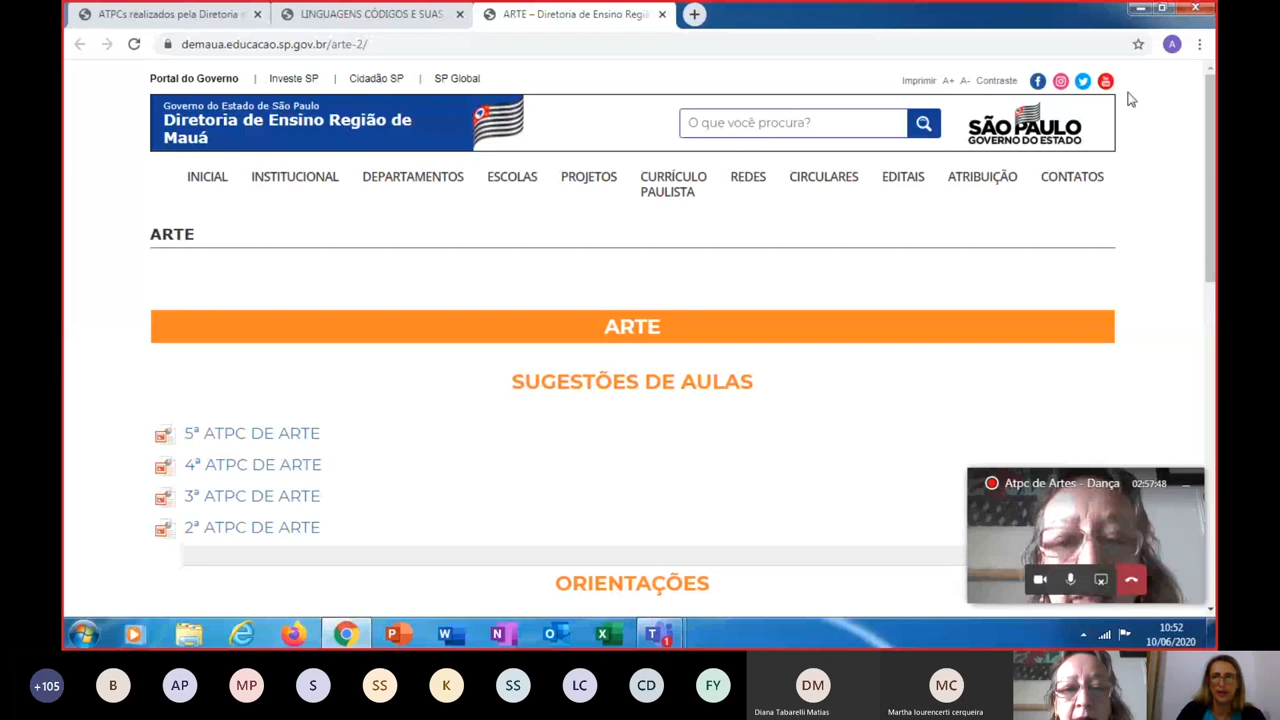 ATPCs realizados pela Diretoria
LINGUAGENS CÓDIGOS E SUAS
ARTE – Diretoria de Ensino Regiã
demaua.educacao.sp.gov.br/arte-2/
A
Portal do Governo | Investe SP | Cidadão SP | SP Global
Imprimir A+ A- Contraste
Governo do Estado de São Paulo
Diretoria de Ensino Região de
Mauá
O que você procura?
SÃO PAULO
GOVERNO DO ESTADO
INICIAL INSTITUCIONAL DEPARTAMENTOS ESCOLAS PROJETOS CURRÍCULO PAULISTA REDES CIRCULARES EDITAIS ATRIBUIÇÃO CONTATOS
ARTE
ARTE
SUGESTÕES DE AULAS
5ª ATPC DE ARTE
4ª ATPC DE ARTE
3ª ATPC DE ARTE
2ª ATPC DE ARTE
ORIENTAÇÕES
Atpc de Artes - Dança 02:57:48
10:52
10/06/2020
+105 B AP MP S SS K SS LC CD FY DM MC
Diana Tabarelli Matias
Martha lourencerti cerqueira